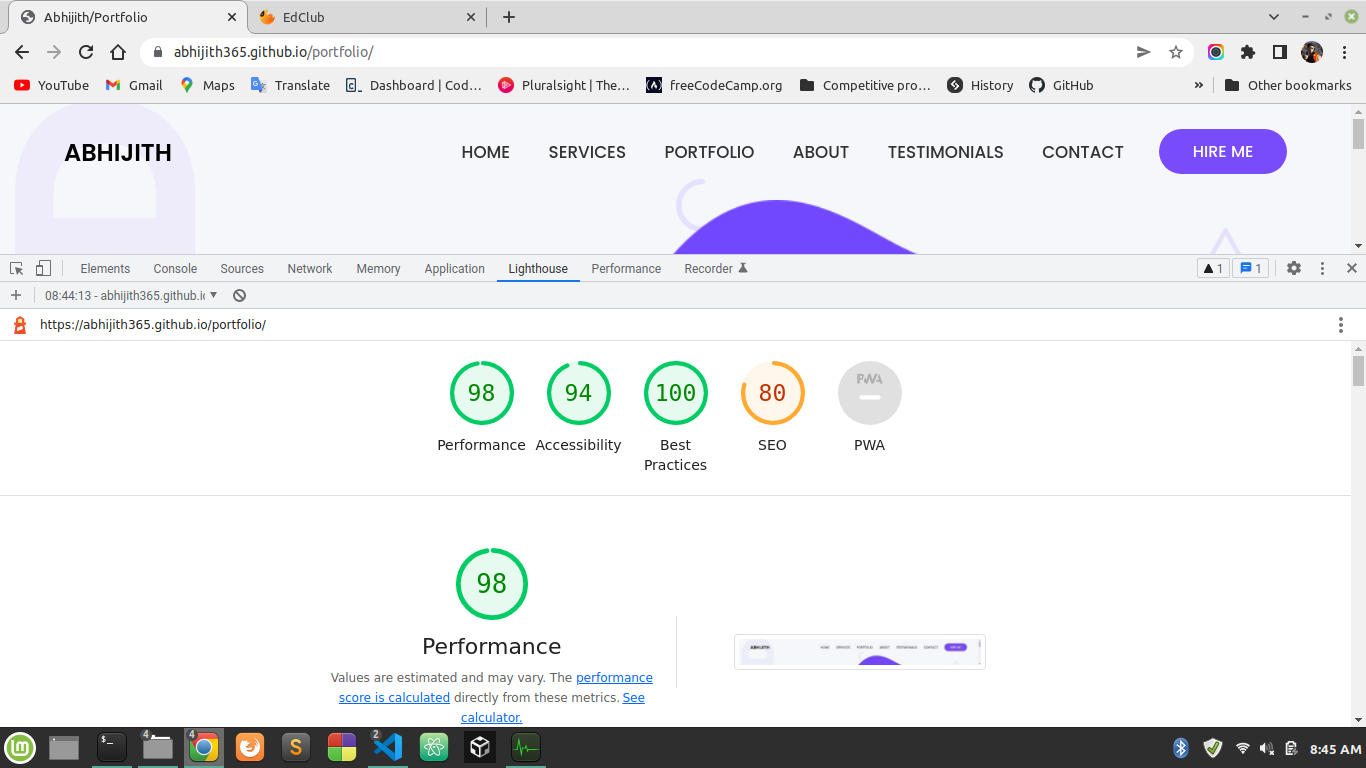 Abhijith/Portfolio
EdClub
abhijith365.github.io/portfolio/
YouTube
Gmail
Maps
Translate
Dashboard | Cod…
Pluralsight | The…
freeCodeCamp.org
Competitive pro…
History
GitHub
»
Other bookmarks
ABHIJITH
HOME
SERVICES
PORTFOLIO
ABOUT
TESTIMONIALS
CONTACT
HIRE ME
Elements
Console
Sources
Network
Memory
Application
Lighthouse
Performance
Recorder
1
1
08:44:13 - abhijith365.github.io
https://abhijith365.github.io/portfolio/
98
94
100
80
PWA
Performance
Accessibility
Best
Practices
SEO
PWA
98
Performance
Values are estimated and may vary. The performance
score is calculated directly from these metrics. See
calculator.
ABHIJITH
HOME
SERVICES
PORTFOLIO
ABOUT
TESTIMONIALS
CONTACT
HIRE ME
4
4
2
8:45 AM